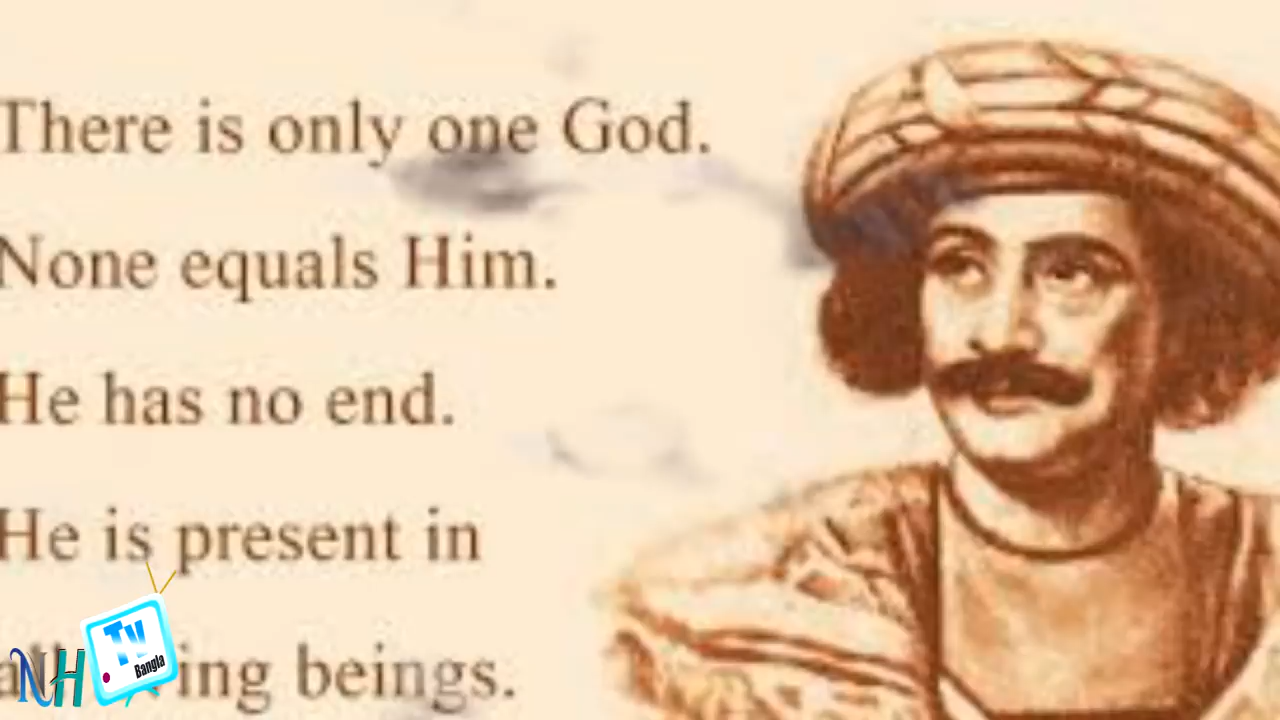 There is only one God.
None equals Him.
He has no end.
He is present in
beings.
NH
TV
Bangla